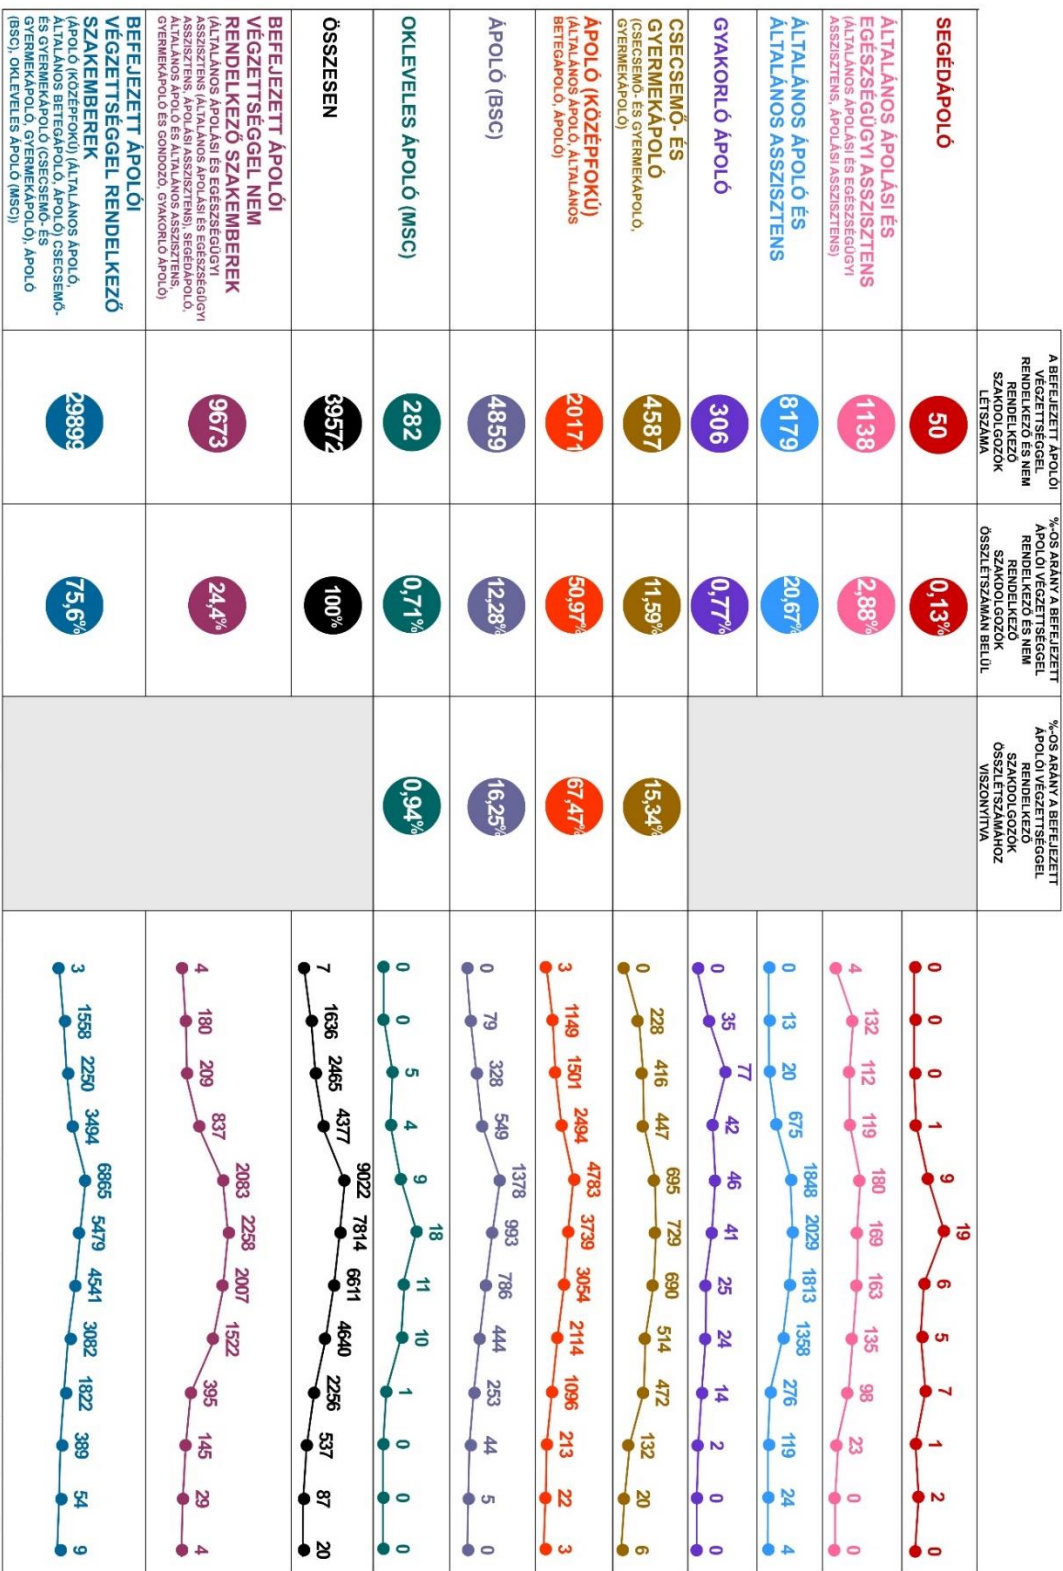 A BEFEJEZETT ÁPOLÓI
VÉGZETTSÉGGEL
RENDELKEZŐ ÉS NEM
RENDELKEZŐ
SZAKDOLGOZÓK
LÉTSZÁMA
%-OS ARÁNY A BEFEJEZETT
ÁPOLÓI VÉGZETTSÉGGEL
RENDELKEZŐ ÉS NEM
RENDELKEZŐ
SZAKDOLGOZÓK
ÖSSZLÉTSZÁMÁN BELÜL
%-OS ARÁNY A BEFEJEZETT
ÁPOLÓI VÉGZETTSÉGGEL
RENDELKEZŐ
SZAKDOLGOZÓK
ÖSSZLÉTSZÁMÁHOZ
VISZONYÍTVA
SEGÉDÁPOLÓ
50
0,13%
0 0 0 1 9 19 6 5 7 1 2 0
ÁLTALÁNOS ÁPOLÁSI ÉS
EGÉSZSÉGÜGYI ASSZISZTENS
(ÁLTALÁNOS ÁPOLÁSI ÉS EGÉSZSÉGÜGYI
ASSZISZTENS, ÁPOLÁSI ASSZISZTENS)
1138
2,88%
4 132 112 119 180 169 163 135 98 23 0 0
ÁLTALÁNOS ÁPOLÓ ÉS
ÁLTALÁNOS ASSZISZTENS
8179
20,67%
0 13 20 675 1848 2029 1813 1358 276 119 24 4
GYAKORLÓ ÁPOLÓ
306
0,77%
0 35 77 42 46 41 25 24 14 2 0 0
CSECSEMŐ- ÉS
GYERMEKÁPOLÓ
(CSECSEMŐ- ÉS GYERMEKÁPOLÓ,
GYERMEKÁPOLÓ)
4587
11,59%
15,34%
0 228 416 447 695 729 690 514 472 132 20 6
ÁPOLÓ (KÖZÉPFOKÚ)
(ÁLTALÁNOS ÁPOLÓ, ÁLTALÁNOS
BETEGÁPOLÓ, ÁPOLÓ)
20171
50,97%
67,47%
3 1149 1501 2494 4783 3739 3054 2114 1096 213 22 3
ÁPOLÓ (BSC)
4859
12,28%
16,25%
0 79 328 549 1378 993 786 444 253 44 5 0
OKLEVELES ÁPOLÓ (MSC)
282
0,71%
0,94%
0 0 5 4 9 18 11 10 1 0 0 0
ÖSSZESEN
39572
100%
7 1636 2465 4377 9022 7814 6611 4640 2256 537 87 20
BEFEJEZETT ÁPOLÓI
VÉGZETTSÉGGEL NEM
RENDELKEZŐ SZAKEMBEREK
(ÁLTALÁNOS ÁPOLÁSI ÉS EGÉSZSÉGÜGYI
ASSZISZTENS (ÁLTALÁNOS ÁPOLÁSI ÉS EGÉSZSÉGÜGYI
ASSZISZTENS, ÁPOLÁSI ASSZISZTENS), SEGÉDÁPOLÓ,
ÁLTALÁNOS ÁPOLÓ ÉS ÁLTALÁNOS ASSZISZTENS,
GYERMEKÁPOLÓ ÉS GONDOZÓ, GYAKORLÓ ÁPOLÓ)
9673
24,4%
4 180 209 837 2083 2258 2007 1522 395 145 29 4
BEFEJEZETT ÁPOLÓI
VÉGZETTSÉGGEL RENDELKEZŐ
SZAKEMBEREK
(ÁPOLÓ (KÖZÉPFOKÚ) (ÁLTALÁNOS ÁPOLÓ,
ÁLTALÁNOS BETEGÁPOLÓ, ÁPOLÓ) CSECSEMŐ-
ÉS GYERMEKÁPOLÓ (CSECSEMŐ- ÉS
GYERMEKÁPOLÓ, GYERMEKÁPOLÓ), ÁPOLÓ
(BSC), OKLEVELES ÁPOLÓ (MSC))
29899
75,6%
3 1558 2250 3494 6865 5479 4541 3082 1822 389 54 9